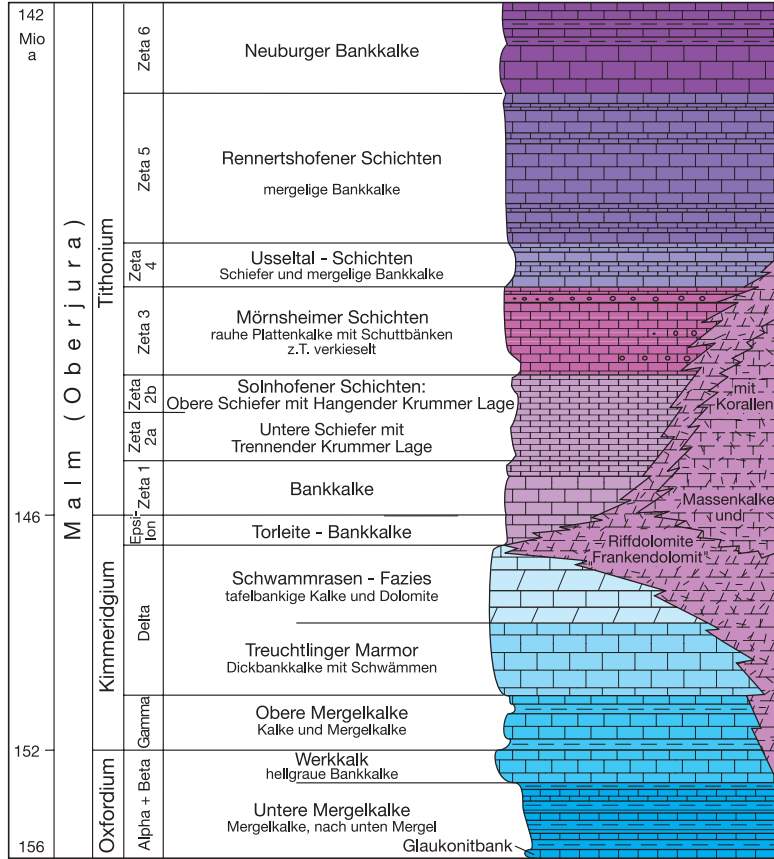 142
Mio
a
146
152
156
Malm (Oberjura)
Tithonium
Kimmeridgium
Oxfordium
Zeta 6
Neuburger Bankkalke
Zeta 5
Rennertshofener Schichten
mergelige Bankkalke
Zeta
4
Usseltal - Schichten
Schiefer und mergelige Bankkalke
Zeta 3
Mörnsheimer Schichten
rauhe Plattenkalke mit Schuttbänken
z.T. verkieselt
Zeta
2b
Solnhofener Schichten:
Obere Schiefer mit Hangender Krummer Lage
Zeta
2a
Untere Schiefer mit
Trennender Krummer Lage
Zeta 1
Bankkalke
Epsi-
lon
Torleite - Bankkalke
Delta
Schwammrasen - Fazies
tafelbankige Kalke und Dolomite
Treuchtlinger Marmor
Dickbankkalke mit Schwämmen
Gamma
Obere Mergelkalke
Kalke und Mergelkalke
Alpha + Beta
Werkkalk
hellgraue Bankkalke
Untere Mergelkalke
Mergelkalke, nach unten Mergel
Glaukonitbank
mit
Korallen
Massenkalke
und
Riffdolomite
„Frankendolomit"